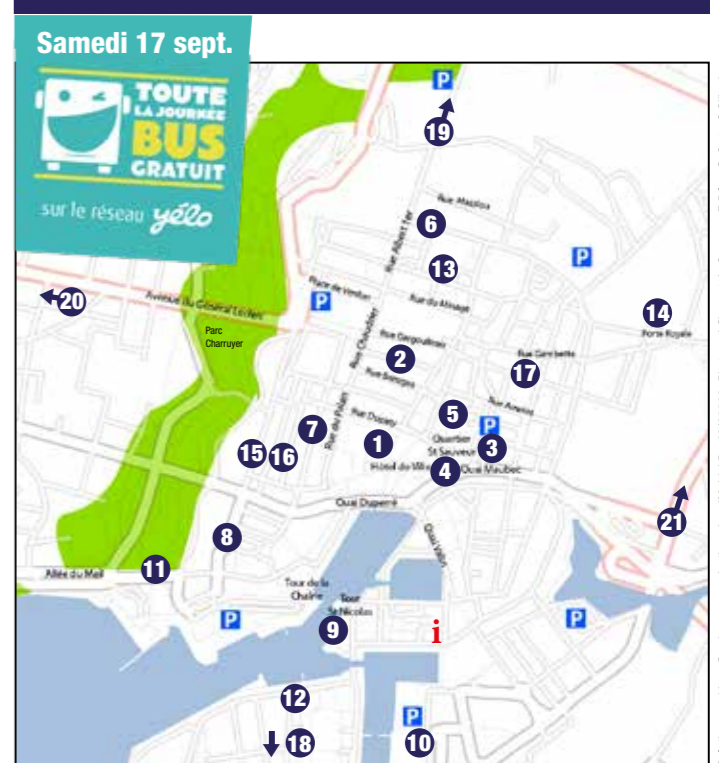 Samedi 17 sept.
TOUTE
LA JOURNÉE
BUS
GRATUIT
sur le réseau yélo
P
19
Rue Massiou
6
Rue Albert 1er
P
13
20
Avenue du Général Leclerc
Place de Verdun
P
Rue du Minage
14
Porte Royale
Parc
Charruyer
Rue Chaudrier
Rue Gargoulleau
2
Rue Gambetta
17
Rue Bazoges
Rue Amelot
5
7
Rue du Palais
Rue Dupaty
P
1
Quartier
St Sauveur
3
15
16
Hôtel de Ville
4
Quai Maubec
Quai Duperré
21
8
Quai Valin
Allée du Mail
11
Tour de la
Chaîne
Tour
St Nicolas
P
9
i
P
12
18
P
10